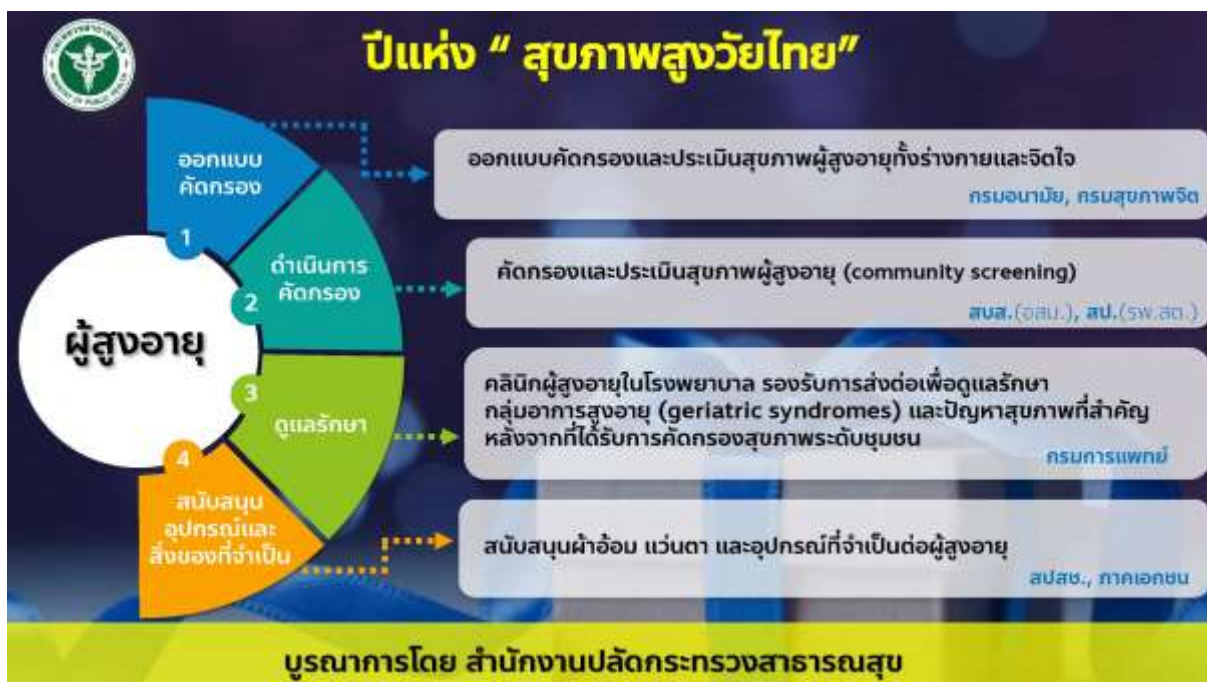 ปีแห่ง “ สุขภาพสูงวัยไทย”
กระทรวงสาธารณสุข
MINISTRY OF PUBLIC HEALTH
ผู้สูงอายุ
ออกแบบ
คัดกรอง
1
ออกแบบคัดกรองและประเมินสุขภาพผู้สูงอายุทั้งร่างกายและจิตใจ
กรมอนามัย, กรมสุขภาพจิต
ดำเนินการ
คัดกรอง
2
คัดกรองและประเมินสุขภาพผู้สูงอายุ (community screening)
สบส.(อสม.), สป.(รพ.สต.)
3
ดูแลรักษา
คลินิกผู้สูงอายุในโรงพยาบาล รองรับการส่งต่อเพื่อดูแลรักษา
กลุ่มอาการสูงอายุ (geriatric syndromes) และปัญหาสุขภาพที่สำคัญ
หลังจากที่ได้รับการคัดกรองสุขภาพระดับชุมชน
กรมการแพทย์
4
สนับสนุน
อุปกรณ์และ
สิ่งของที่จำเป็น
สนับสนุนผ้าอ้อม แว่นตา และอุปกรณ์ที่จำเป็นต่อผู้สูงอายุ
สปสช., ภาคเอกชน
บูรณาการโดย สำนักงานปลัดกระทรวงสาธารณสุข